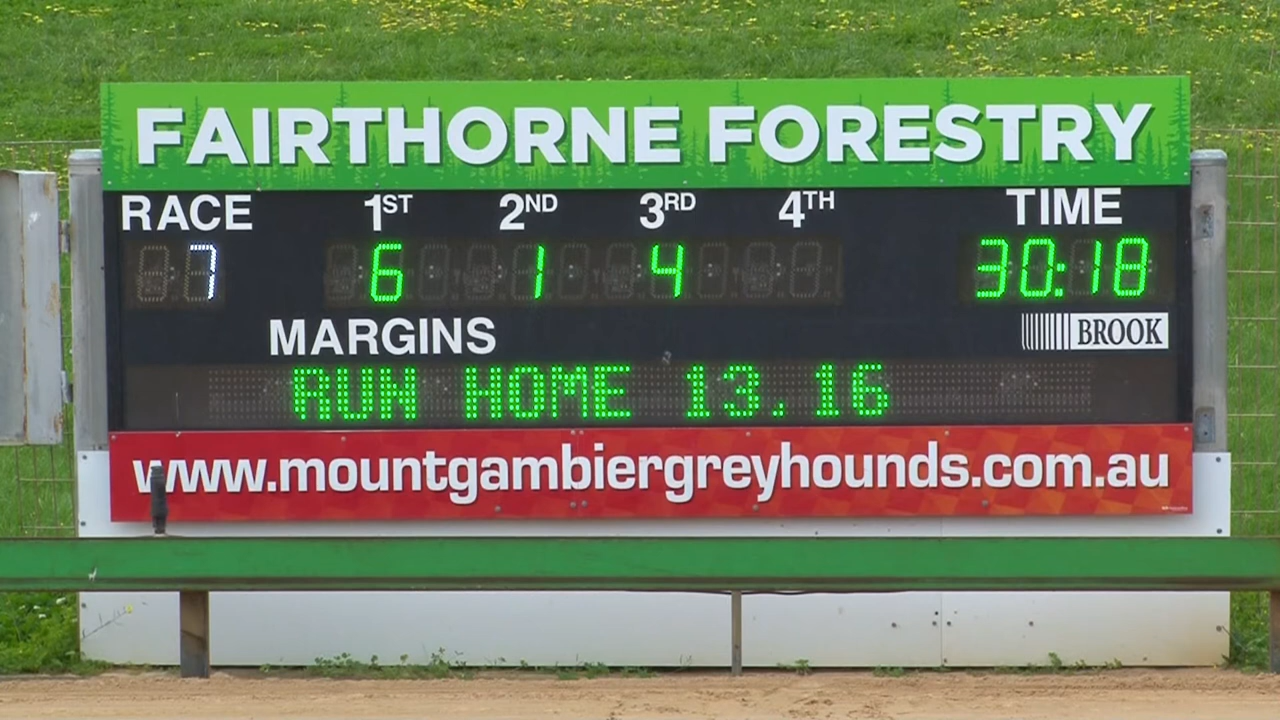 FAIRTHORNE FORESTRY
RACE 1ST 2ND 3RD 4TH TIME
7 6 1 4 30:18
MARGINS
BROOK
RUN HOME 13.16
www.mountgambiergreyhounds.com.au